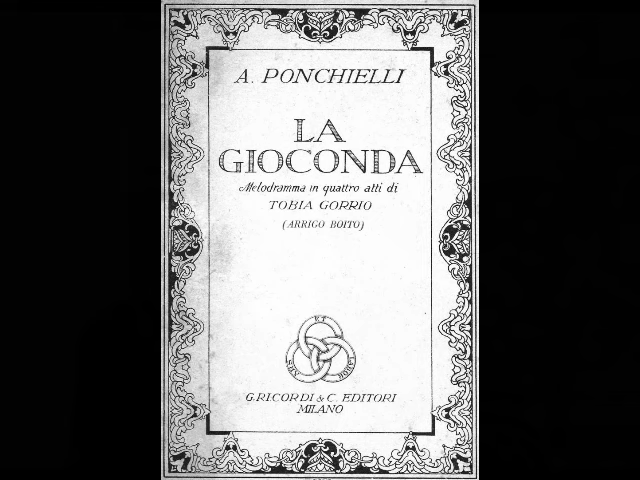 A. PONCHIELLI
LA
GIOCONDA
Melodramma in quattro atti di
TOBIA GORRIO
(ARRIGO BOITO)
G. RICORDI & C. EDITORI
MILANO